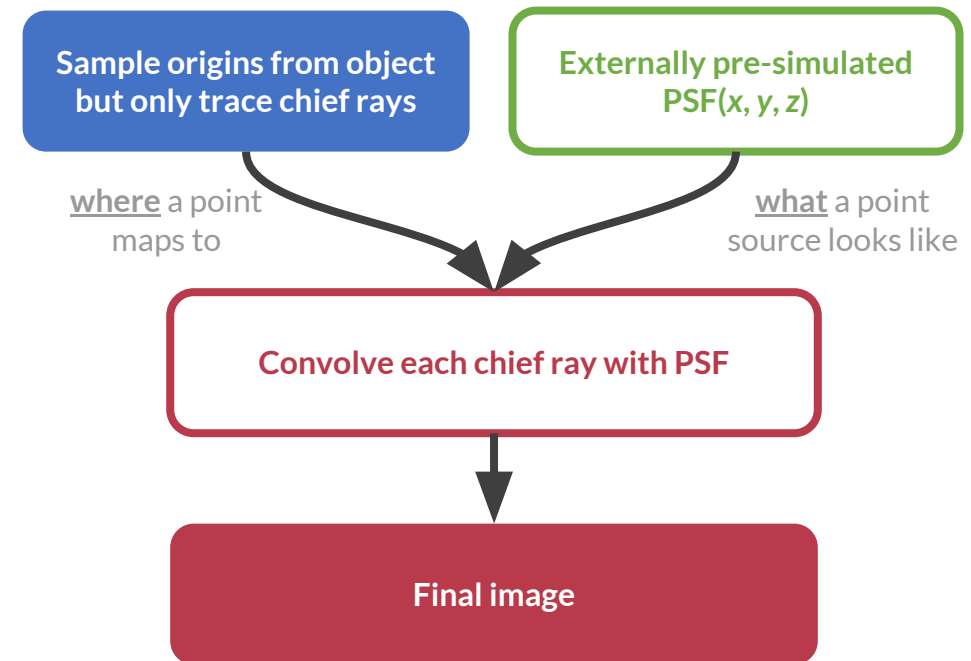 Sample origins from object
but only trace chief rays
Externally pre-simulated
PSF(x, y, z)
where a point
maps to
what a point
source looks like
Convolve each chief ray with PSF
Final image